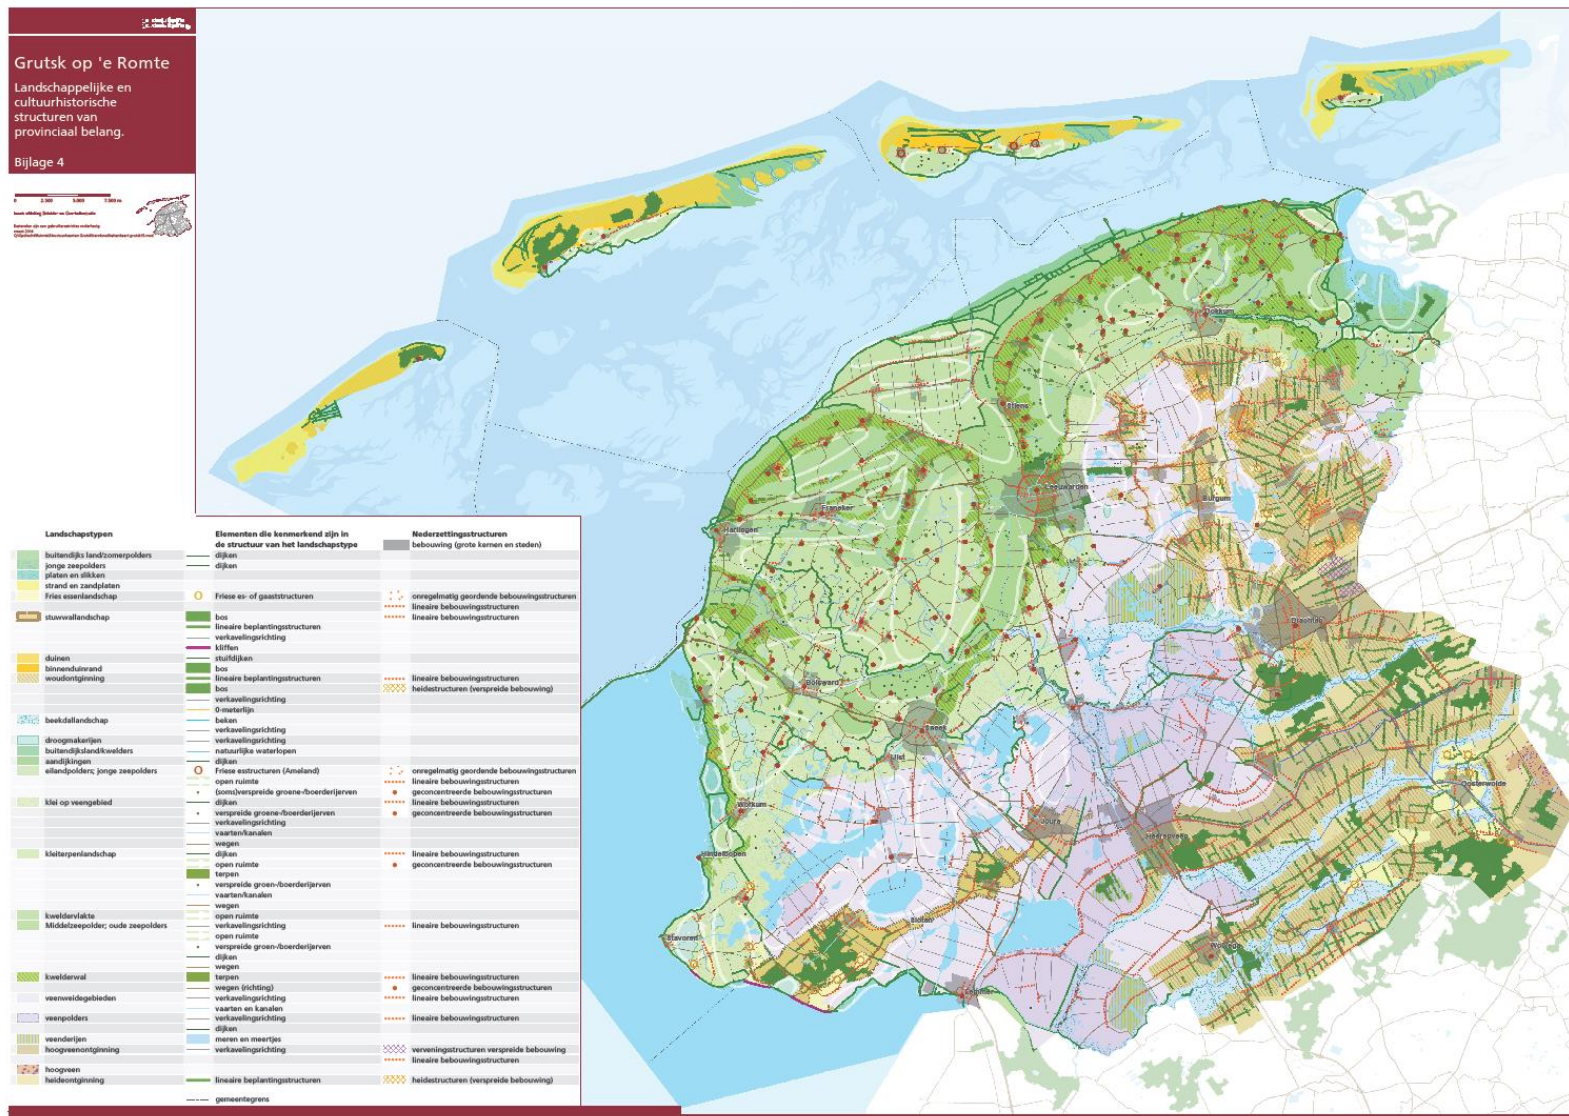 Grutsk op 'e Romte
Landschappelijke en
cultuurhistorische
structuren van
provinciaal belang.
Bijlage 4
0 2.500 5.000 7.500 m
Landschapstypen
Elementen die kenmerkend zijn in
de structuur van het landschapstype
Nederzettingsstructuren
bebouwing (grote kernen en steden)
buitendijks land/zomerpolders dijken
jonge zeepolders dijken
platen en slikken
strand en zandplaten
Fries essenlandschap Friese es- of gaaststructuren onregelmatig geordende bebouwingsstructuren
lineaire bebouwingsstructuren
stuwwallandschap bos lineaire bebouwingsstructuren
lineaire beplantingsstructuren
verkavelingsrichting
kliffen
duinen stuifdijken
binnenduinrand bos
woudontginning lineaire beplantingsstructuren lineaire bebouwingsstructuren
bos heidestructuren (verspreide bebouwing)
verkavelingsrichting
0-meterlijn
beekdallandschap beken
verkavelingsrichting
droogmakerijen verkavelingsrichting
buitendijksland/kwelders natuurlijke waterlopen
aandijkingen dijken
eilandpolders; jonge zeepolders Friese esstructuren (Ameland) onregelmatig geordende bebouwingsstructuren
open ruimte lineaire bebouwingsstructuren
(soms)verspreide groene-/boerderijerven geconcentreerde bebouwingsstructuren
klei op veengebied dijken lineaire bebouwingsstructuren
verspreide groene-/boerderijerven geconcentreerde bebouwingsstructuren
verkavelingsrichting
vaarten/kanalen
wegen
kleiterpenlandschap dijken lineaire bebouwingsstructuren
open ruimte geconcentreerde bebouwingsstructuren
terpen
verspreide groen-/boerderijerven
vaarten/kanalen
wegen
kweldervlakte open ruimte
Middelzeepolder; oude zeepolders verkavelingsrichting lineaire bebouwingsstructuren
open ruimte
verspreide groen-/boerderijerven
dijken
wegen
kwelderwal terpen lineaire bebouwingsstructuren
wegen (richting) geconcentreerde bebouwingsstructuren
veenweidegebieden verkavelingsrichting lineaire bebouwingsstructuren
vaarten en kanalen
veenpolders verkavelingsrichting lineaire bebouwingsstructuren
dijken
veenderijen meren en meertjes
hoogveenontginning verkavelingsrichting verveningsstructuren verspreide bebouwing
lineaire bebouwingsstructuren
hoogveen
heideontginning lineaire beplantingsstructuren heidestructuren (verspreide bebouwing)
gemeentegrens
Dokkum
Stiens
Leeuwarden
Burgum
Franeker
Harlingen
Drachten
Bolsward
Sneek
IJlst
Workum
Joure
Heerenveen
Oosterwolde
Hindeloopen
Sloten
Stavoren
Wolvega
Lemmer